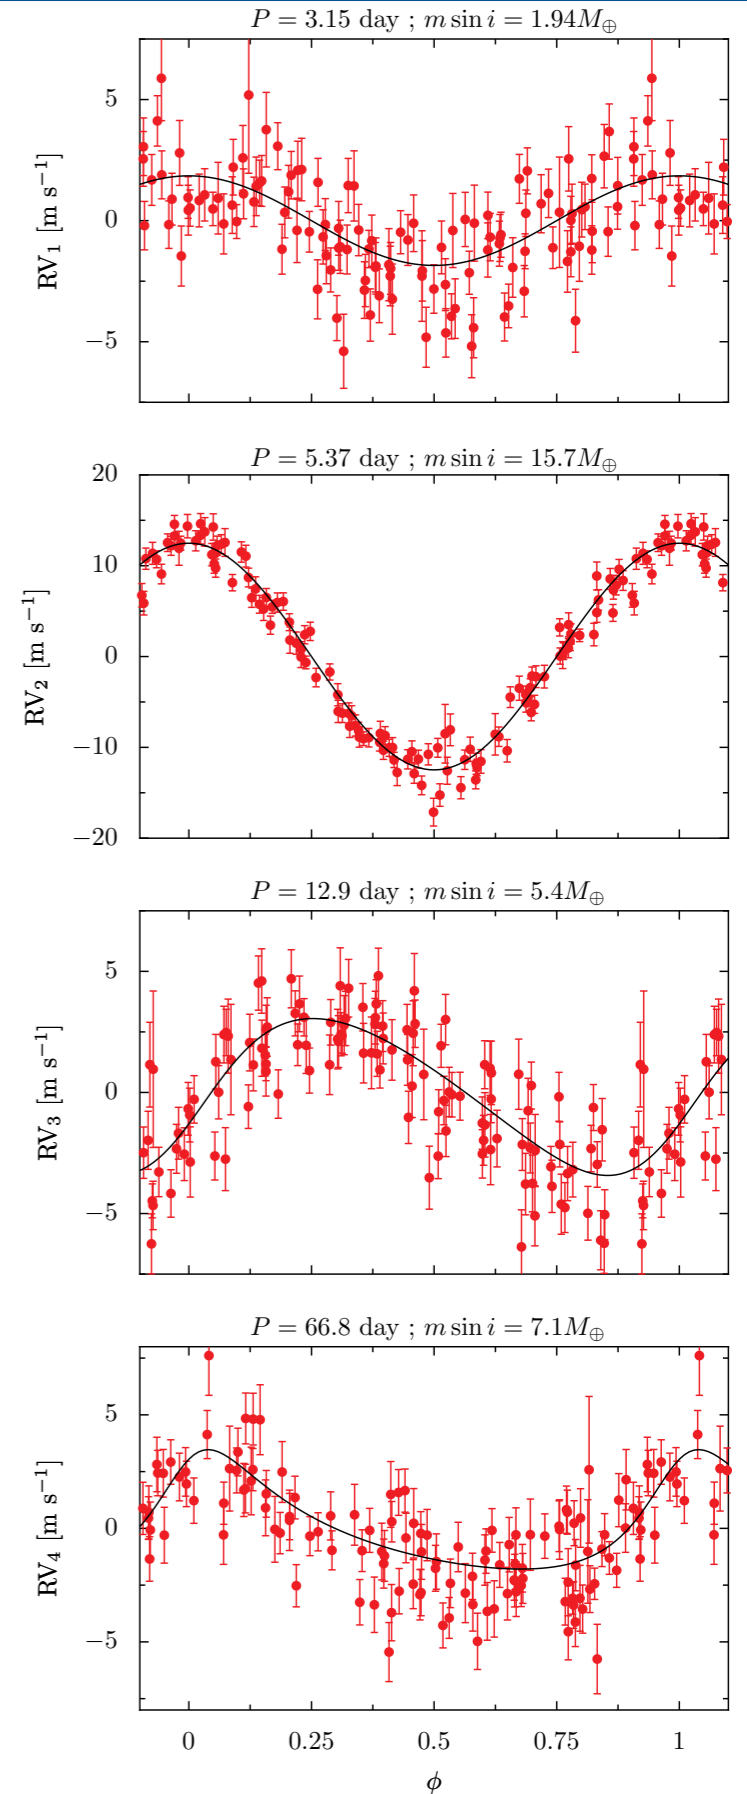 P = 3.15 day ; m sin i = 1.94M⊕
5
0
−5
RV₁ [m s⁻¹]
P = 5.37 day ; m sin i = 15.7M⊕
20
10
0
−10
−20
RV₂ [m s⁻¹]
P = 12.9 day ; m sin i = 5.4M⊕
5
0
−5
RV₃ [m s⁻¹]
P = 66.8 day ; m sin i = 7.1M⊕
5
0
−5
RV₄ [m s⁻¹]
0 0.25 0.5 0.75 1
ϕ